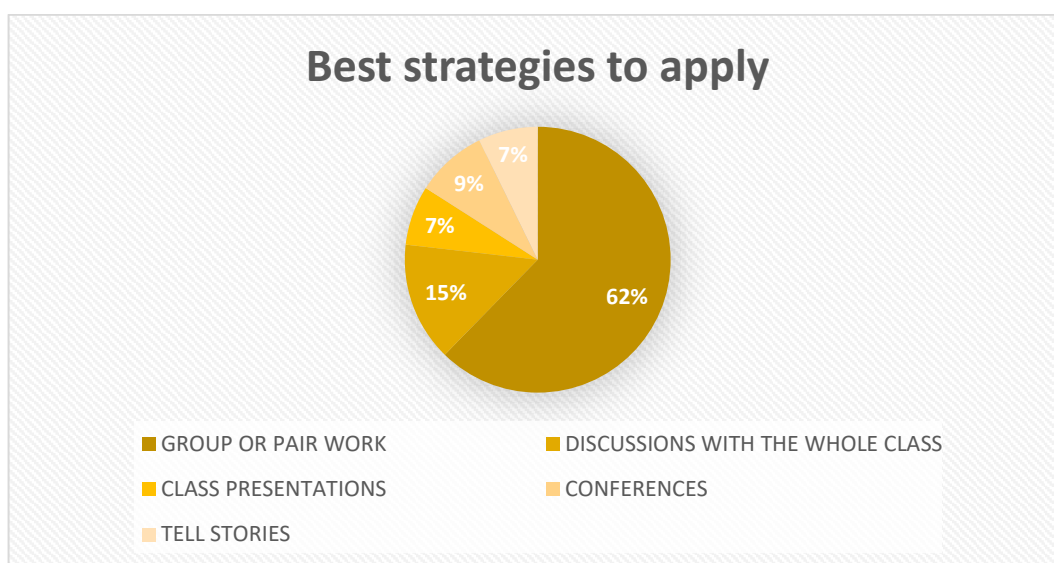 Best strategies to apply
7%
9%
7%
15%
62%
GROUP OR PAIR WORK
DISCUSSIONS WITH THE WHOLE CLASS
CLASS PRESENTATIONS
CONFERENCES
TELL STORIES